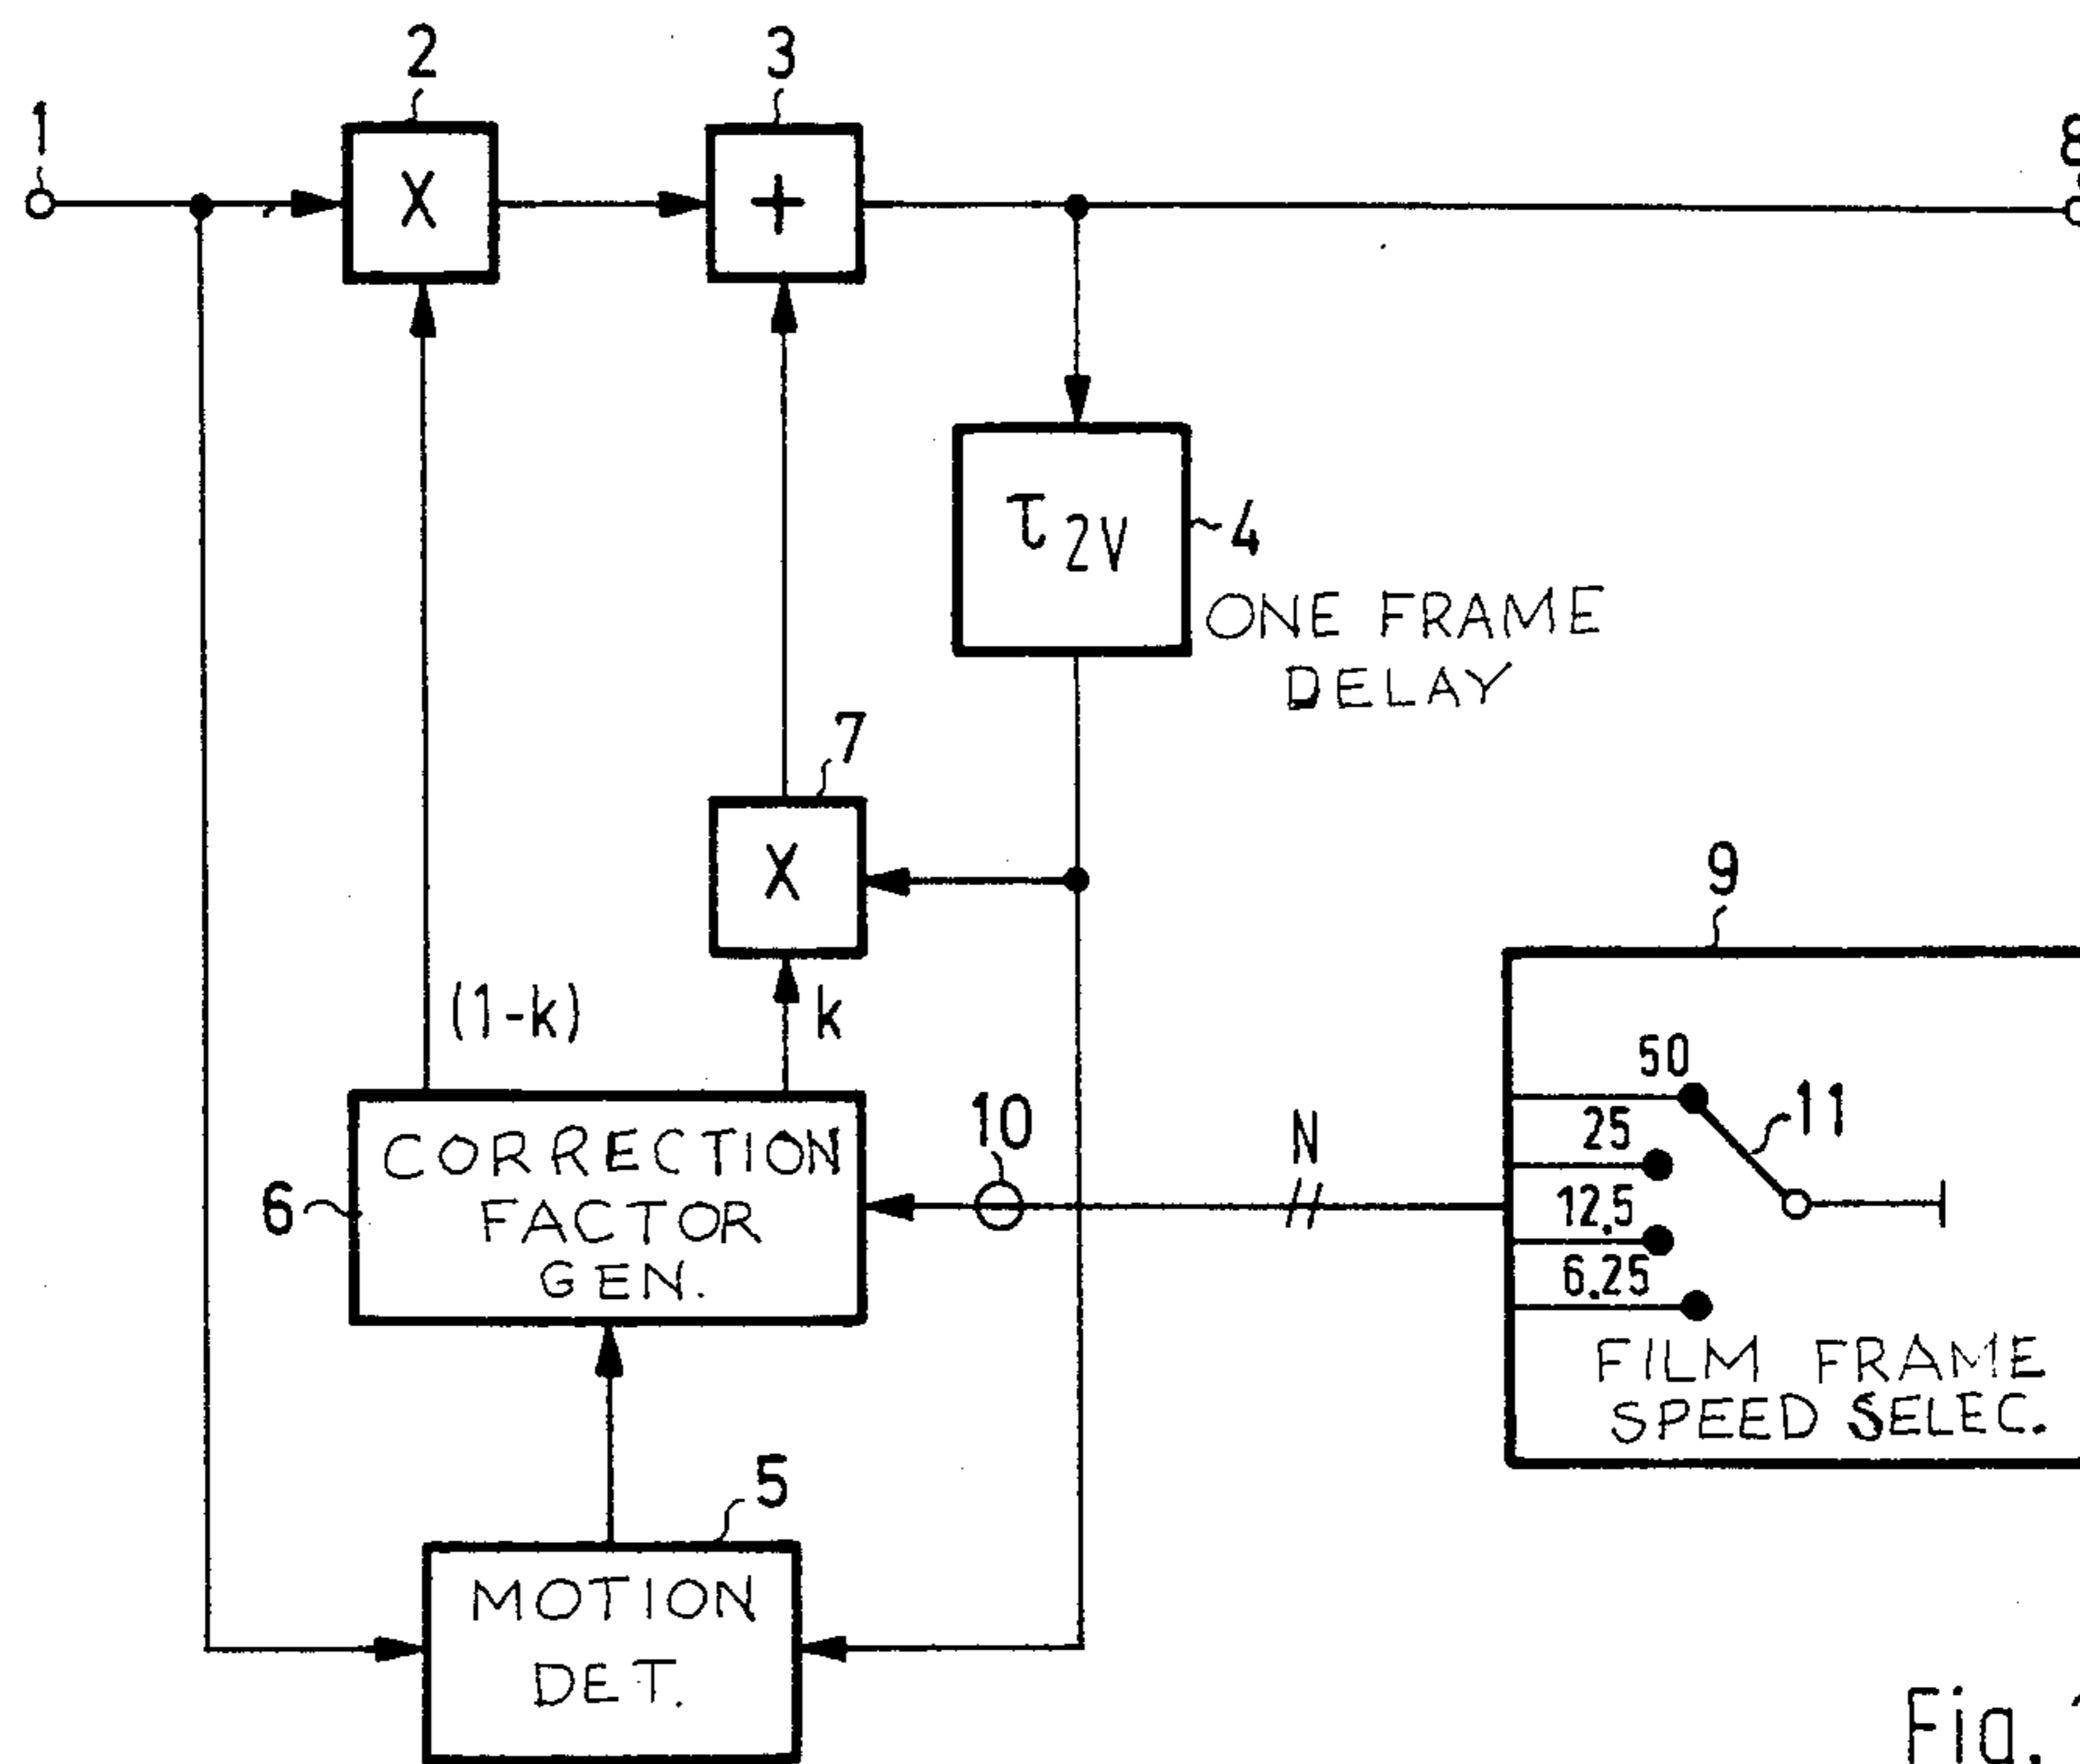 2
3
1
8
X
+
τ2V
4
ONE FRAME
DELAY
7
X
9
(1-k)
k
50
11
25
10
N
12.5
6
CORRECTION
FACTOR
GEN.
6.25
FILM FRAME
SPEED SELEC.
5
MOTION
DET.
Fig.